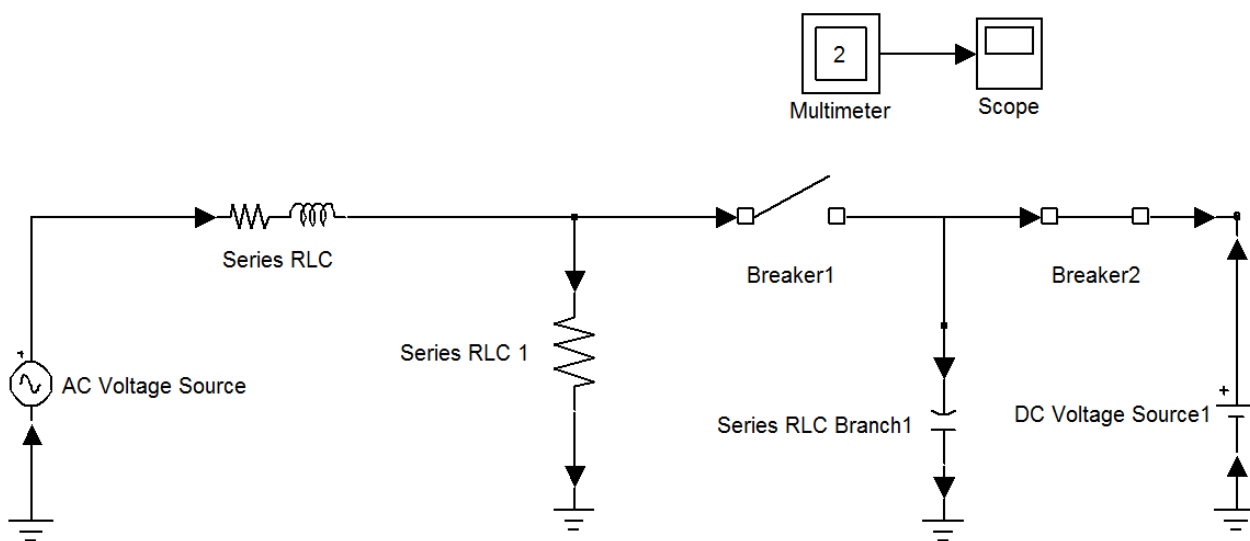 2
Multimeter
Scope
Series RLC
Breaker1
Breaker2
Series RLC 1
+
AC Voltage Source
+
Series RLC Branch1
DC Voltage Source1